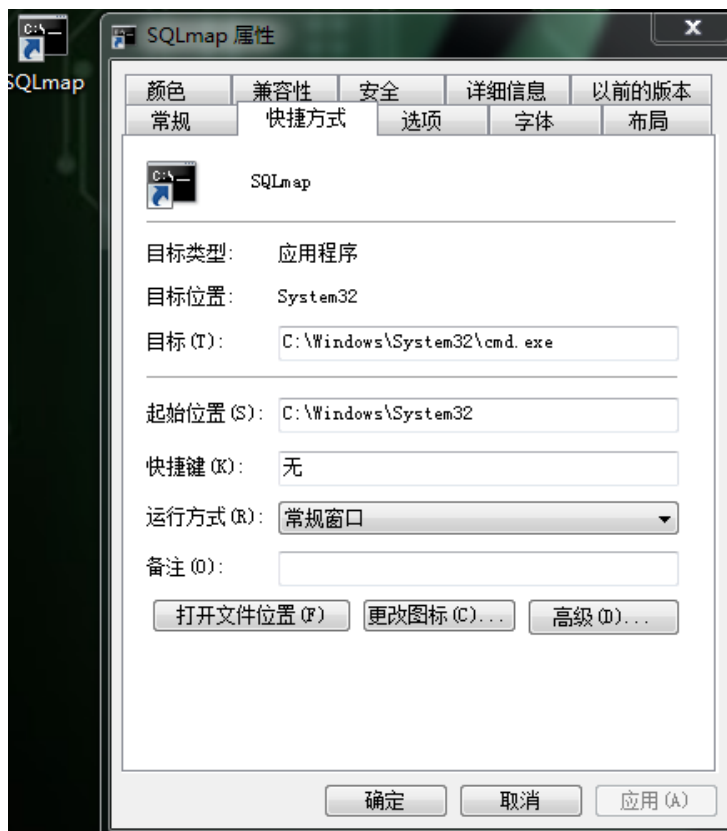 C:\
SQLmap
SQLmap 属性
颜色 兼容性 安全 详细信息 以前的版本
常规 快捷方式 选项 字体 布局
C:\
SQLmap
目标类型: 应用程序
目标位置: System32
目标(T): C:\Windows\System32\cmd.exe
起始位置(S): C:\Windows\System32
快捷键(K): 无
运行方式(R): 常规窗口
备注(O):
打开文件位置(F) 更改图标(C)... 高级(D)...
确定 取消 应用(A)